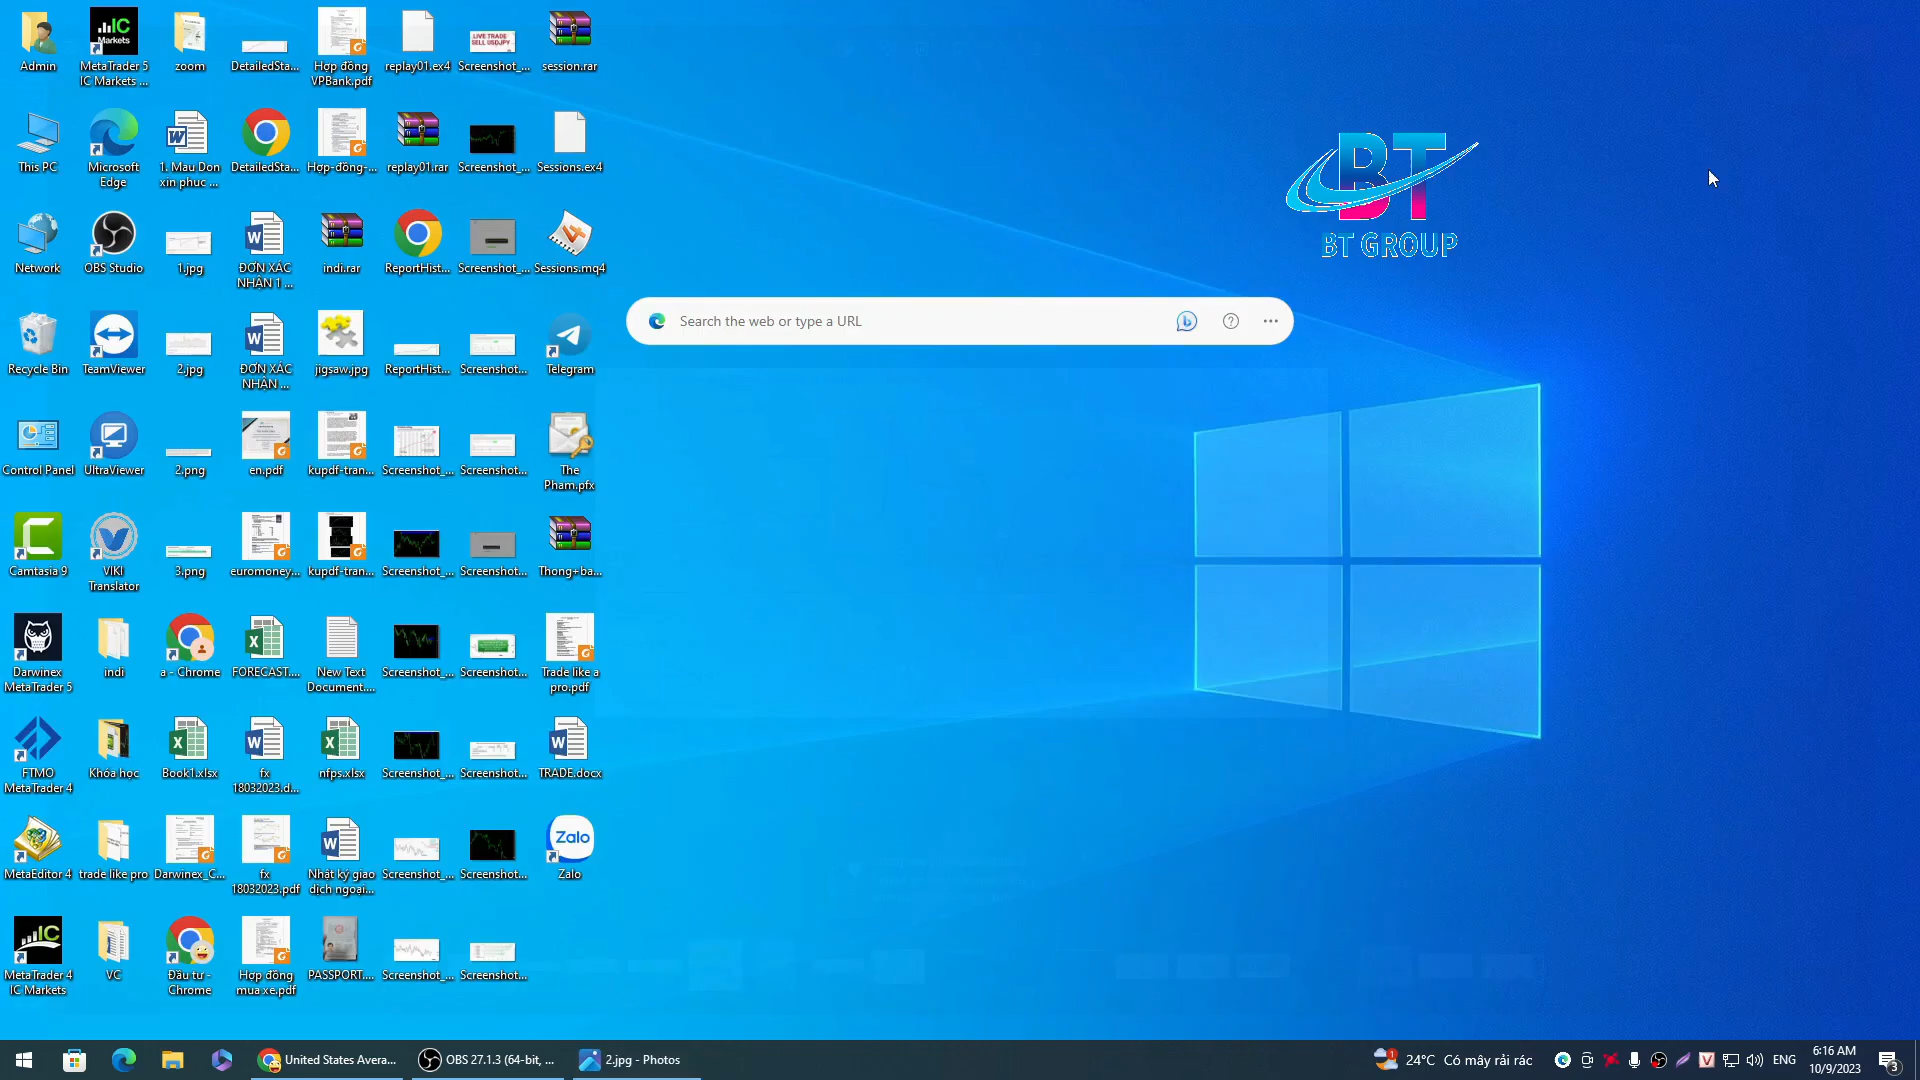 Admin
MetaTrader 5
IC Markets ...
zoom
DetailedSta...
Hợp đồng
VPBank.pdf
replay01.ex4
Screenshot_...
session.rar
LIVE TRADE
SELL USDJPY
This PC
Microsoft
Edge
1. Mau Don
xin phuc ...
DetailedSta...
Hợp-đồng-...
replay01.rar
Screenshot_...
Sessions.ex4
Network
OBS Studio
1.jpg
ĐƠN XÁC
NHẬN 1 ...
indi.rar
ReportHist...
Screenshot_...
Sessions.mq4
Recycle Bin
TeamViewer
2.jpg
ĐƠN XÁC
NHẬN ...
jigsaw.jpg
ReportHist...
Screenshot...
Telegram
Control Panel
UltraViewer
2.png
en.pdf
kupdf-tran...
Screenshot_...
Screenshot...
The
Pham.pfx
Camtasia 9
VIKI
Translator
3.png
euromoney...
kupdf-tran...
Screenshot_...
Screenshot...
Thong+ba...
Darwinex
MetaTrader 5
indi
a - Chrome
FORECAST....
New Text
Document....
Screenshot_...
Screenshot...
Trade like a
pro.pdf
FTMO
MetaTrader 4
Khóa học
Book1.xlsx
fx
18032023.d...
nfps.xlsx
Screenshot_...
Screenshot...
TRADE.docx
MetaEditor 4
trade like pro
Darwinex_C...
fx
18032023.pdf
Nhật ký giao
dịch ngoại...
Screenshot_...
Screenshot...
Zalo
Zalo
MetaTrader 4
IC Markets
VC
Đầu tư -
Chrome
Hợp đồng
mua xe.pdf
PASSPORT....
Screenshot_...
Screenshot...
BT
BT GROUP
Search the web or type a URL
United States Avera...
OBS 27.1.3 (64-bit, ...
2.jpg - Photos
24°C Có mây rải rác
ENG
6:16 AM
10/9/2023
3